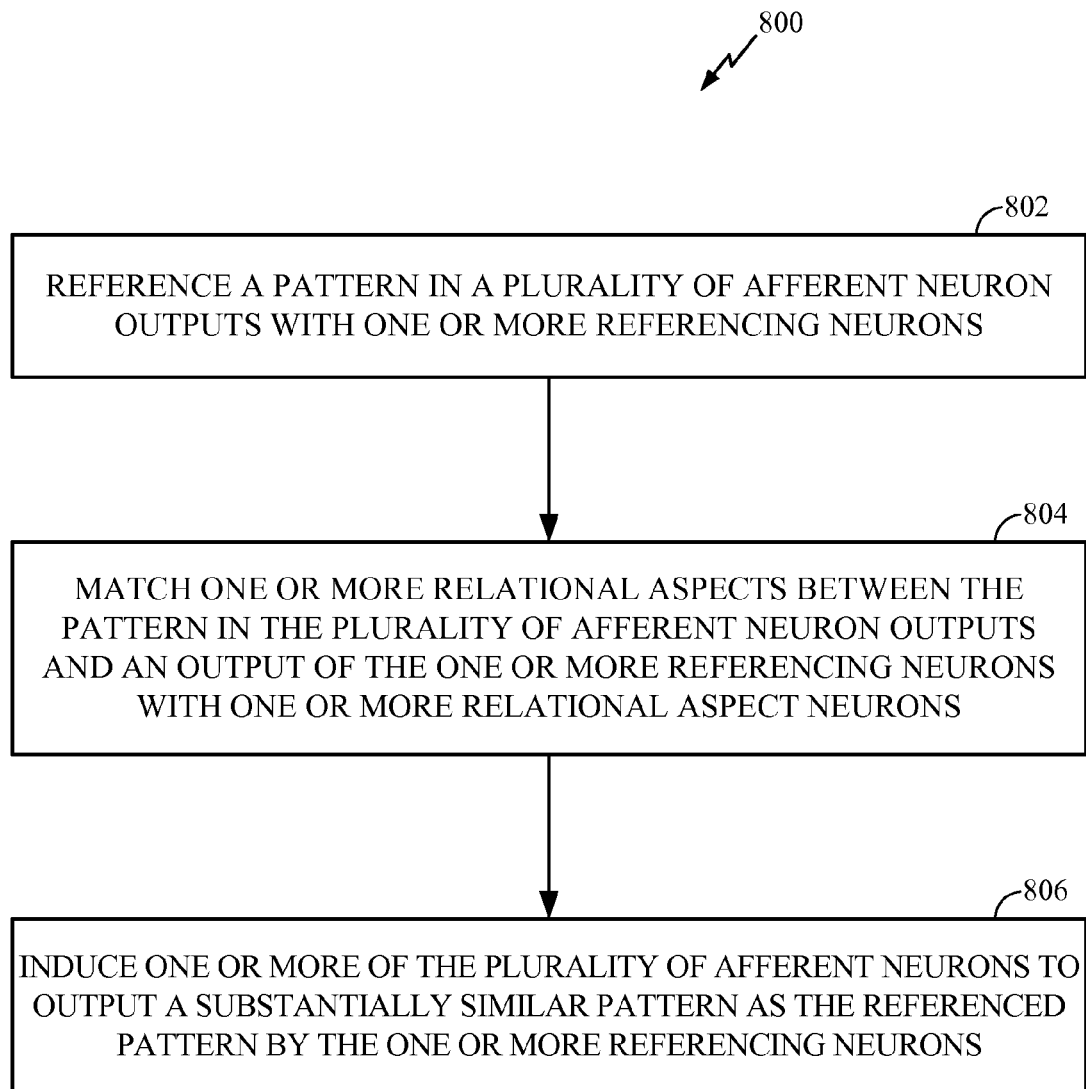 800
802
REFERENCE A PATTERN IN A PLURALITY OF AFFERENT NEURON
OUTPUTS WITH ONE OR MORE REFERENCING NEURONS
804
MATCH ONE OR MORE RELATIONAL ASPECTS BETWEEN THE
PATTERN IN THE PLURALITY OF AFFERENT NEURON OUTPUTS
AND AN OUTPUT OF THE ONE OR MORE REFERENCING NEURONS
WITH ONE OR MORE RELATIONAL ASPECT NEURONS
806
INDUCE ONE OR MORE OF THE PLURALITY OF AFFERENT NEURONS TO
OUTPUT A SUBSTANTIALLY SIMILAR PATTERN AS THE REFERENCED
PATTERN BY THE ONE OR MORE REFERENCING NEURONS